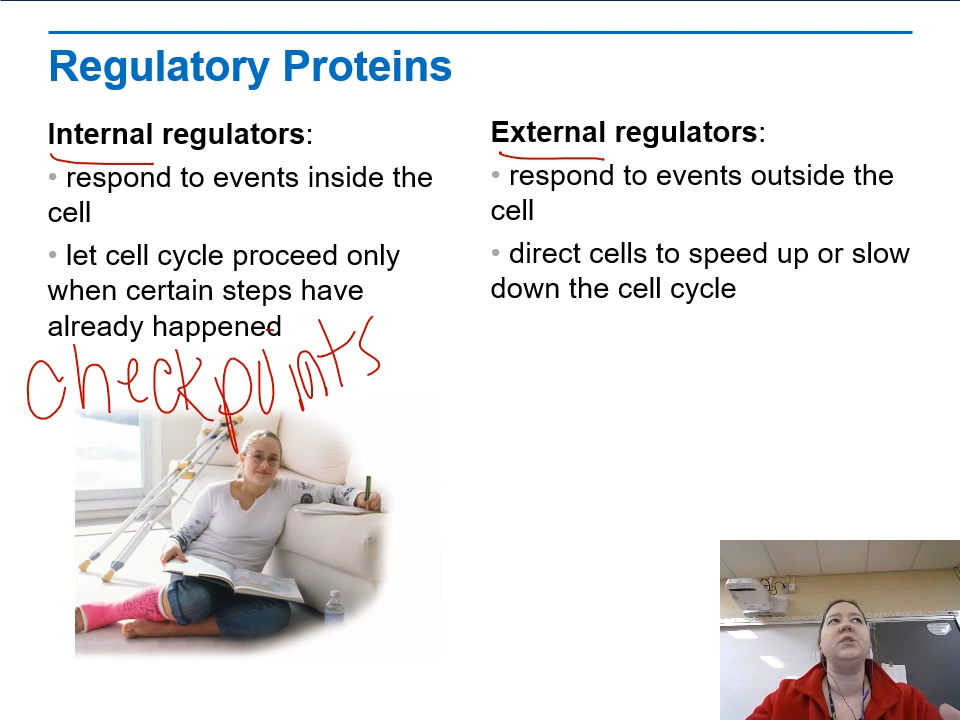 Regulatory Proteins
Internal regulators:
• respond to events inside the
cell
• let cell cycle proceed only
when certain steps have
already happened
checkpoints
External regulators:
• respond to events outside the
cell
• direct cells to speed up or slow
down the cell cycle